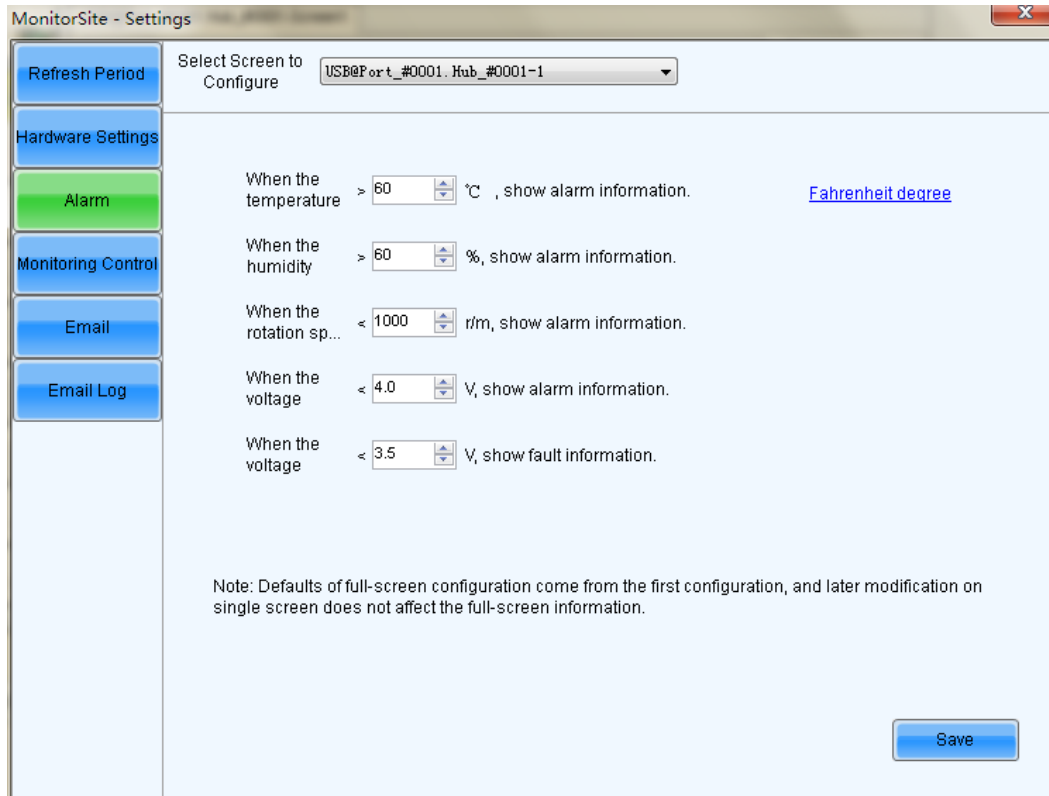 MonitorSite - Settings
X
Refresh Period
Hardware Settings
Alarm
Monitoring Control
Email
Email Log
Select Screen to
Configure
USB@Port_#0001.Hub_#0001-1
When the
temperature
> 60 ℃ , show alarm information.
Fahrenheit degree
When the
humidity
> 60 %, show alarm information.
When the
rotation sp...
< 1000 r/m, show alarm information.
When the
voltage
< 4.0 V, show alarm information.
When the
voltage
< 3.5 V, show fault information.
Note: Defaults of full-screen configuration come from the first configuration, and later modification on
single screen does not affect the full-screen information.
Save